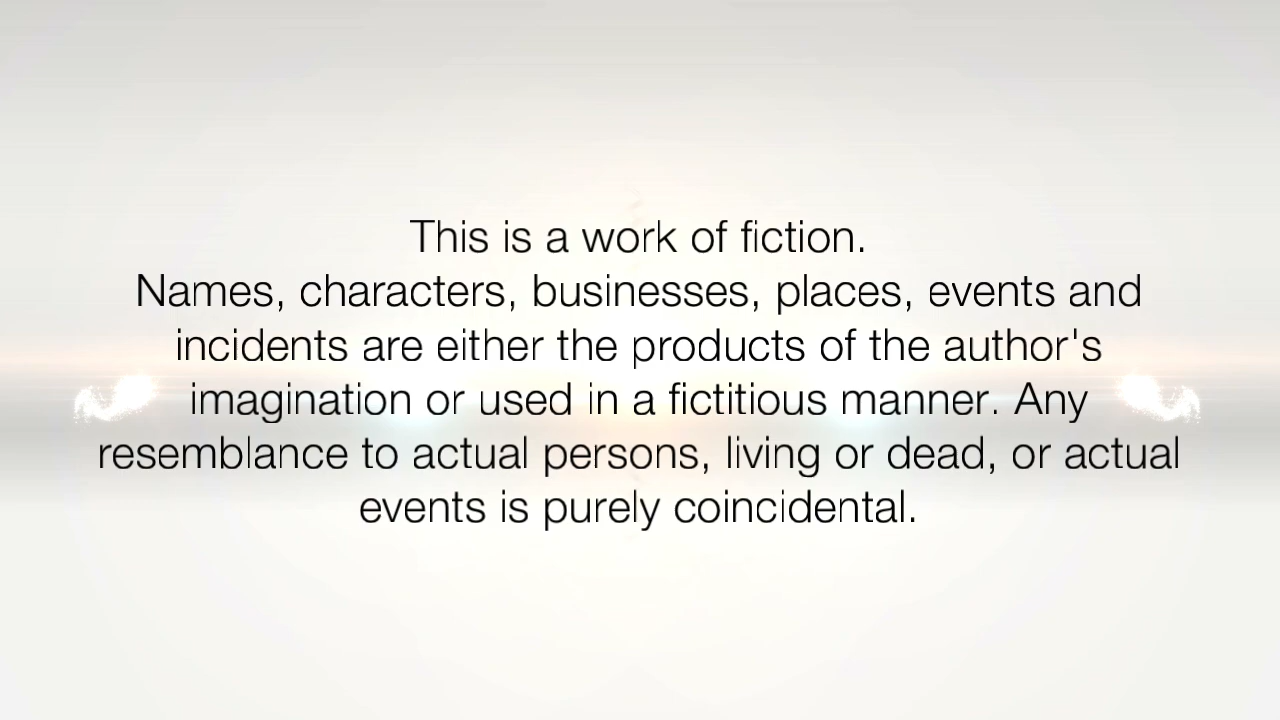 This is a work of fiction.
Names, characters, businesses, places, events and
incidents are either the products of the author's
imagination or used in a fictitious manner. Any
resemblance to actual persons, living or dead, or actual
events is purely coincidental.